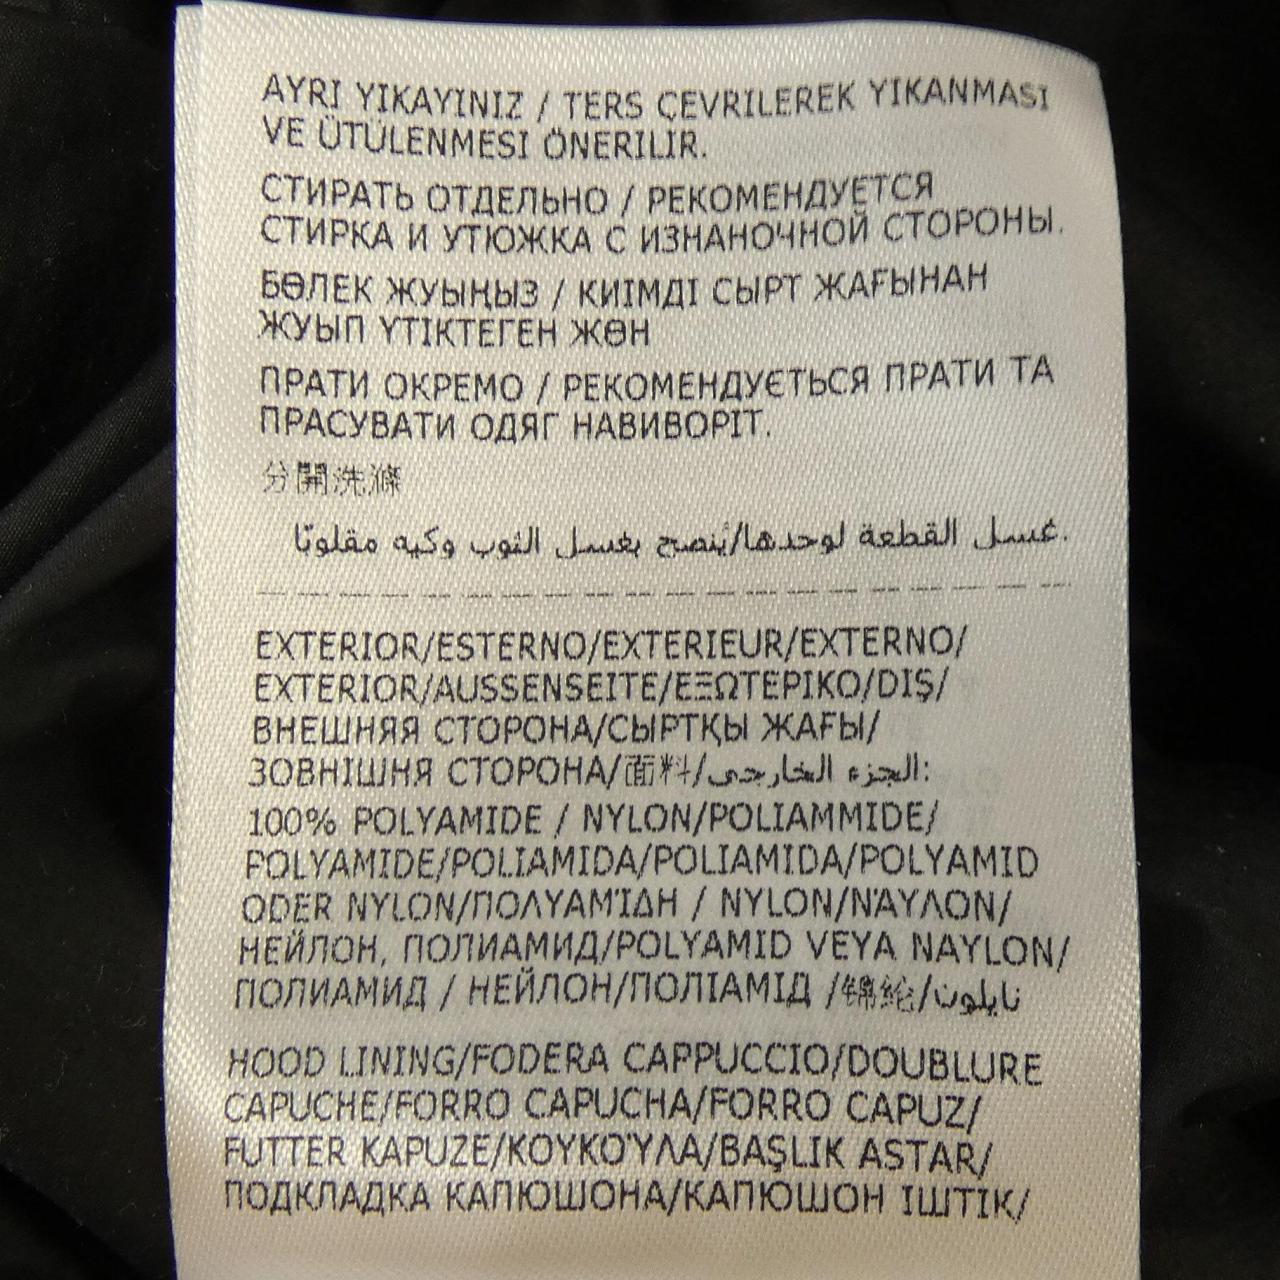 AYRI YIKAYINIZ / TERS ÇEVRILEREK YIKANMASI
VE ÜTÜLENMESI ÖNERILIR.
СТИРАТЬ ОТДЕЛЬНО / РЕКОМЕНДУЕТСЯ
СТИРКА И УТЮЖКА С ИЗНАНОЧНОЙ СТОРОНЫ.
БӨЛЕК ЖУЫҢЫЗ / КИІМДІ СЫРТ ЖАҒЫНАН
ЖУЫП ҮТІКТЕГЕН ЖӨН
ПРАТИ ОКРЕМО / РЕКОМЕНДУЄТЬСЯ ПРАТИ ТА
ПРАСУВАТИ ОДЯГ НАВИВОРІТ.
分開洗滌
غسل القطعة لوحدها/يُنصح بغسل الثوب وكيه مقلوبًا.
EXTERIOR/ESTERNO/EXTERIEUR/EXTERNO/
EXTERIOR/AUSSENSEITE/ΕΞΩΤΕΡΙΚΟ/DIŞ/
ВНЕШНЯЯ СТОРОНА/СЫРТҚЫ ЖАҒЫ/
ЗОВНІШНЯ СТОРОНА/面料/الجزء الخارجي:
100% POLYAMIDE / NYLON/POLIAMMIDE/
POLYAMIDE/POLIAMIDA/POLIAMIDA/POLYAMID
ODER NYLON/ΠΟΛΥΑΜΊΔΗ / NYLON/ΝΆΥΛΟΝ/
НЕЙЛОН, ПОЛИАМИД/POLYAMID VEYA NAYLON/
ПОЛИАМИД / НЕЙЛОН/ПОЛІАМІД /锦纶/نايلون
HOOD LINING/FODERA CAPPUCCIO/DOUBLURE
CAPUCHE/FORRO CAPUCHA/FORRO CAPUZ/
FUTTER KAPUZE/ΚΟΥΚΟΎΛΑ/BAŞLIK ASTAR/
ПОДКЛАДКА КАПЮШОНА/КАПЮШОН ІШТІК/